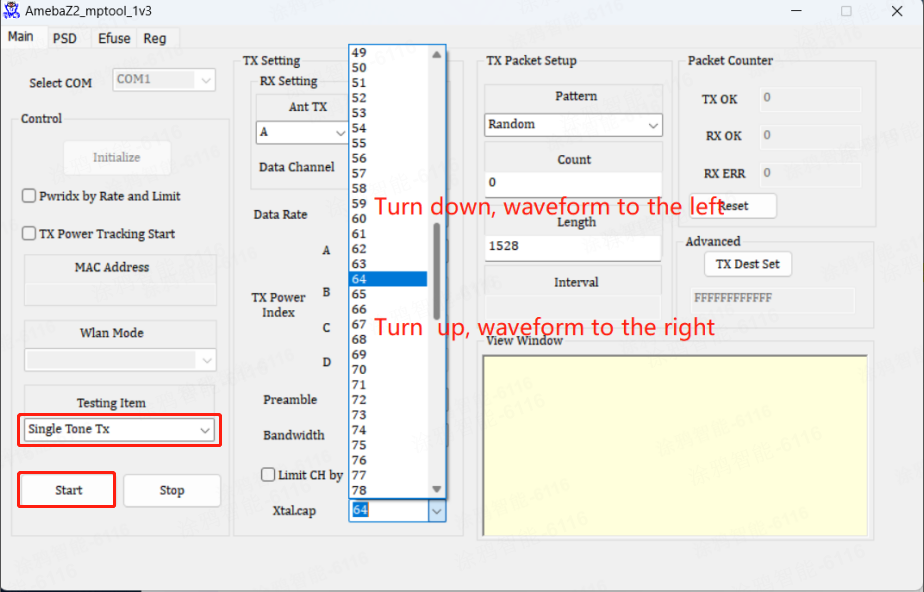 AmebaZ2_mptool_1v3
Main PSD Efuse Reg
Select COM COM1
Control
Initialize
Pwridx by Rate and Limit
TX Power Tracking Start
MAC Address
Wlan Mode
Testing Item
Single Tone Tx
Start Stop
TX Setting
RX Setting
Ant TX
A
Data Channel
Data Rate
A
TX Power
Index
B
C
D
Preamble
Bandwidth
Limit CH by
Xtal.cap 64
49
50
51
52
53
54
55
56
57
58
59
60
61
62
63
64
65
66
67
68
69
70
71
72
73
74
75
76
77
78
Turn down, waveform to the left
Turn up, waveform to the right
TX Packet Setup
Pattern
Random
Count
0
Length
1528
Interval
View Window
Packet Counter
TX OK 0
RX OK 0
RX ERR 0
Reset
Advanced
TX Dest Set
FFFFFFFFFFFF